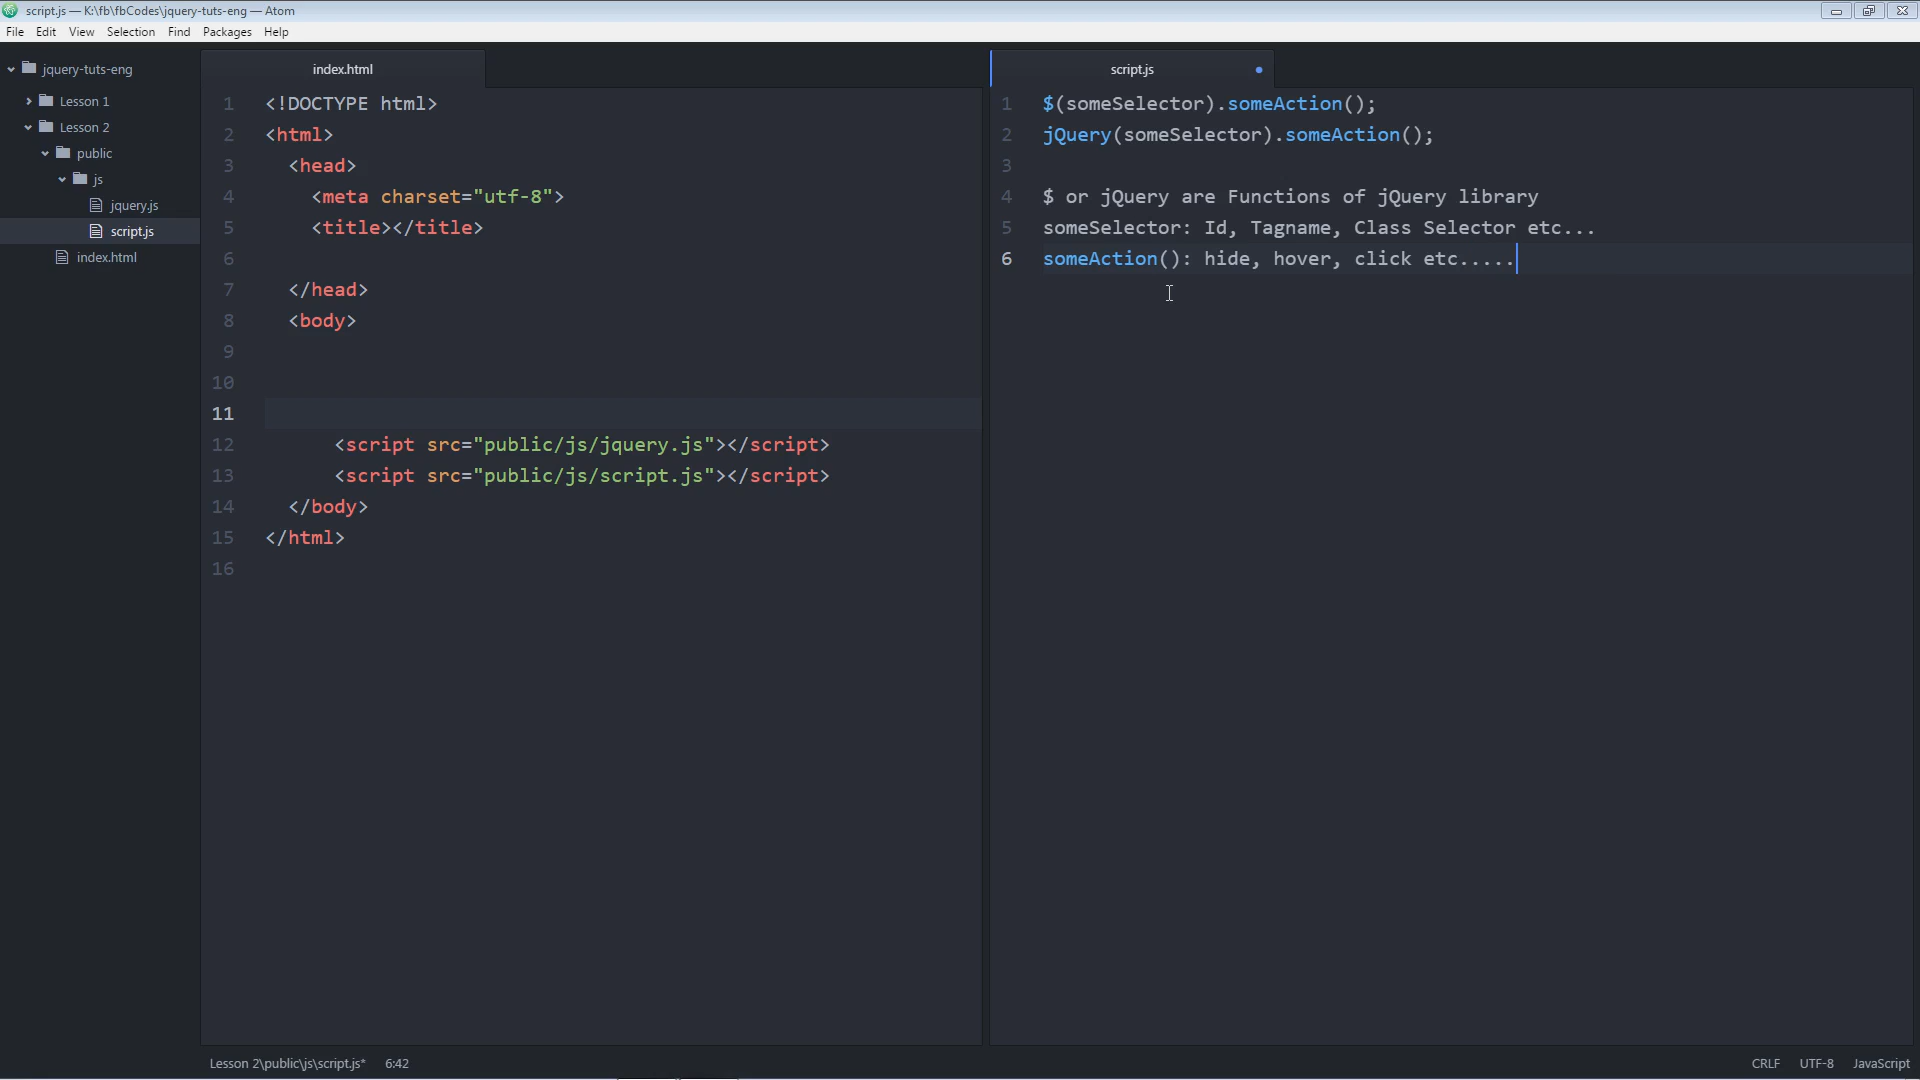 script.js — K:\fb\fbCodes\jquery-tuts-eng — Atom
File Edit View Selection Find Packages Help
jquery-tuts-eng
Lesson 1
Lesson 2
public
js
jquery.js
script.js
index.html
index.html
1 <!DOCTYPE html>
2 <html>
3 <head>
4 <meta charset="utf-8">
5 <title></title>
6
7 </head>
8 <body>
9
10
11
12 <script src="public/js/jquery.js"></script>
13 <script src="public/js/script.js"></script>
14 </body>
15 </html>
16
script.js
1 $(someSelector).someAction();
2 jQuery(someSelector).someAction();
3
4 $ or jQuery are Functions of jQuery library
5 someSelector: Id, Tagname, Class Selector etc...
6 someAction(): hide, hover, click etc.....
Lesson 2\public\js\script.js* 6:42
CRLF UTF-8 JavaScript